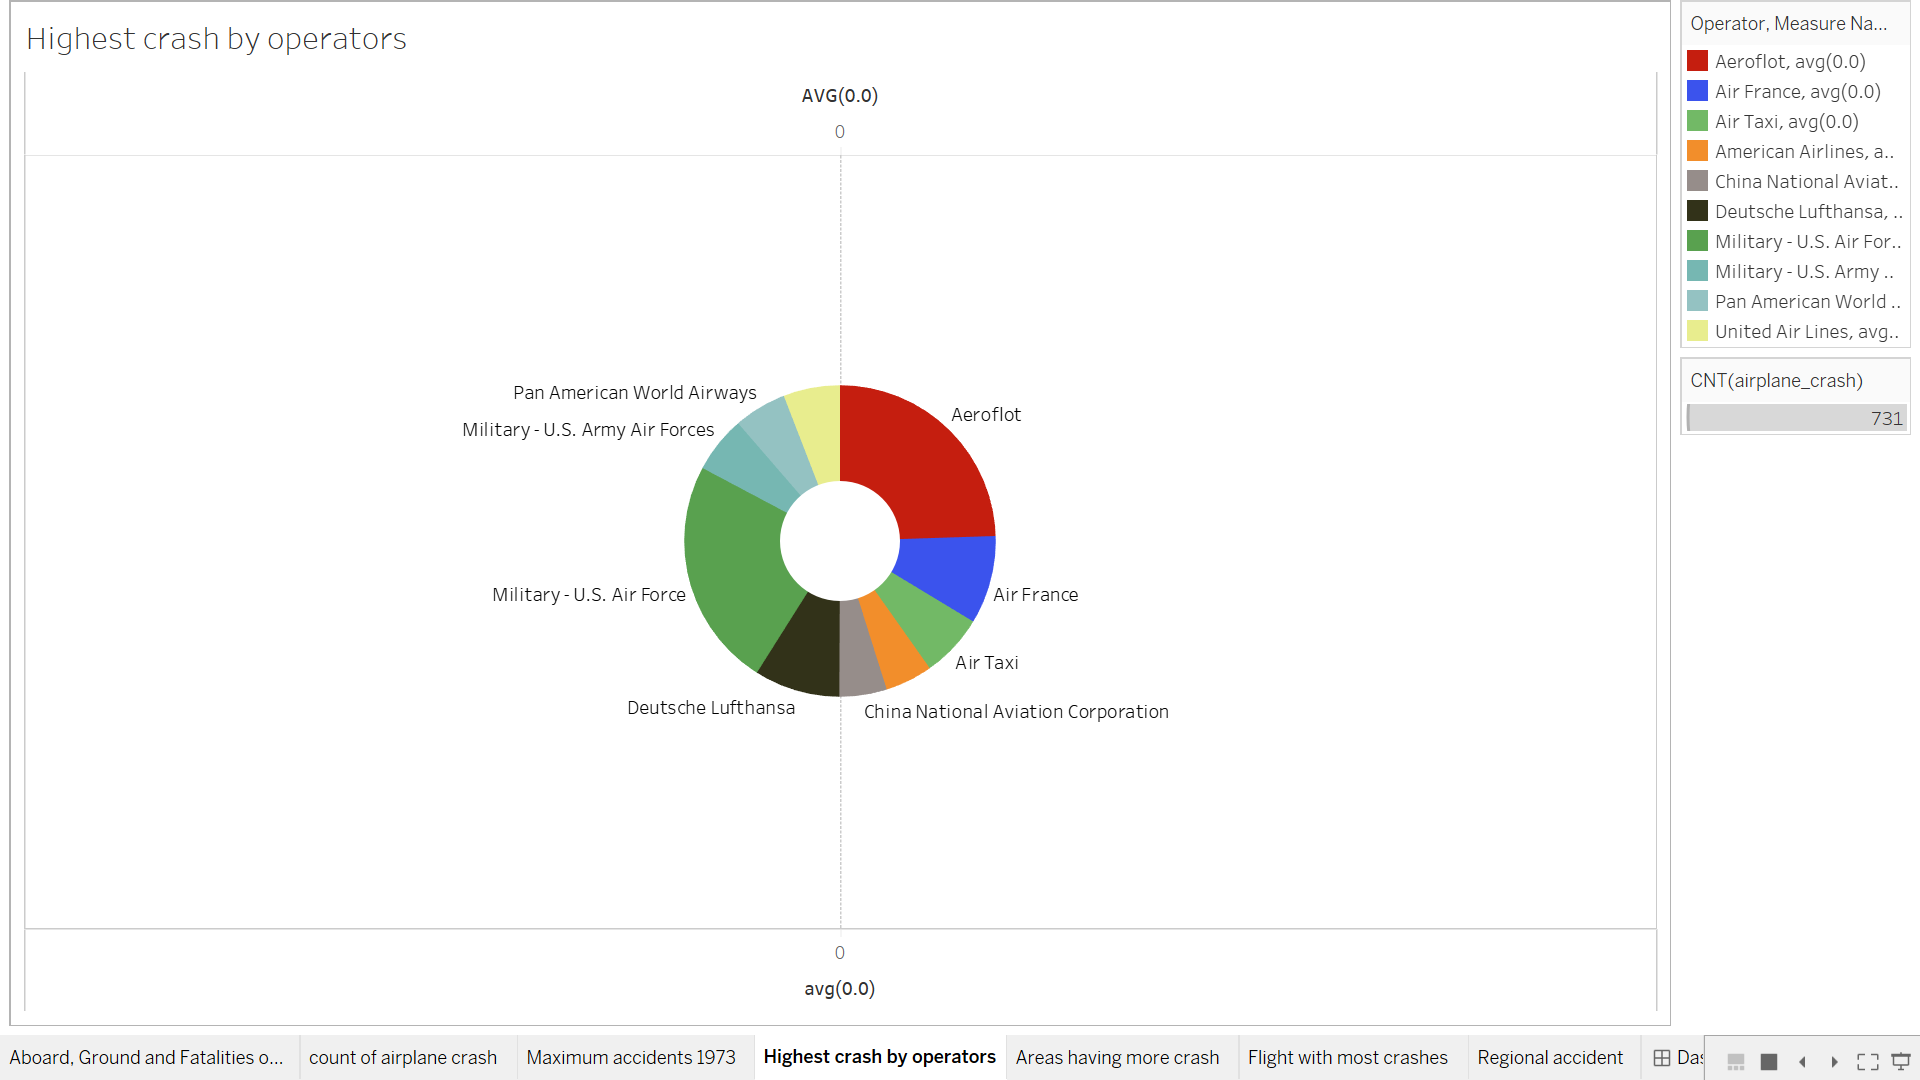 Highest crash by operators
AVG(0.0)
0
Pan American World Airways
Aeroflot
Military - U.S. Army Air Forces
Military - U.S. Air Force
Air France
Air Taxi
Deutsche Lufthansa
China National Aviation Corporation
0
avg(0.0)
Operator, Measure Na...
Aeroflot, avg(0.0)
Air France, avg(0.0)
Air Taxi, avg(0.0)
American Airlines, a..
China National Aviat..
Deutsche Lufthansa, ..
Military - U.S. Air For..
Military - U.S. Army ..
Pan American World ..
United Air Lines, avg..
CNT(airplane_crash)
731
Aboard, Ground and Fatalities o...
count of airplane crash
Maximum accidents 1973
Highest crash by operators
Areas having more crash
Flight with most crashes
Regional accident
Das